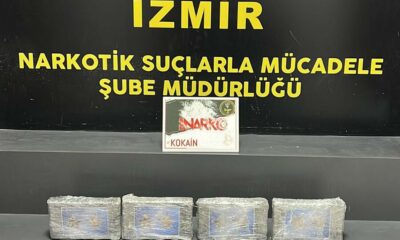 İZMİR
NARKOTİK SUÇLARLA MÜCADELE
ŞUBE MÜDÜRLÜĞÜ
NARKO
KOKAİN